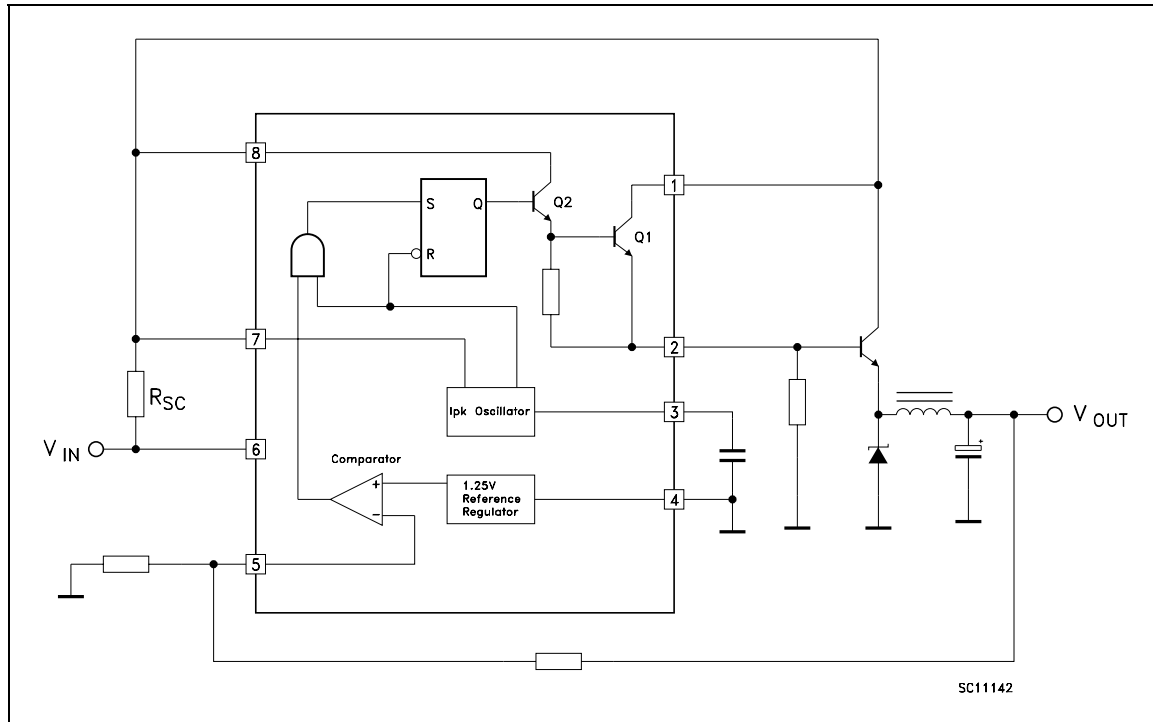 8
1
S Q
Q2
R
Q1
7
2
R SC
Ipk Oscillator
3
V IN
6
V OUT
+
Comparator
+
−
1.25V
Reference
Regulator
4
5
SC11142